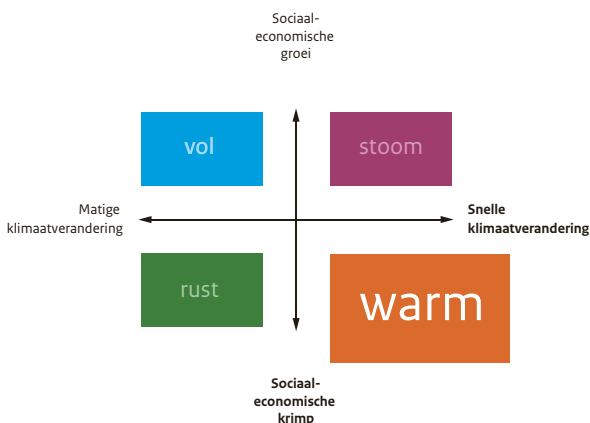 Sociaal-
economische
groei
vol
stoom
Matige
klimaatverandering
Snelle
klimaatverandering
rust
warm
Sociaal-
economische
krimp